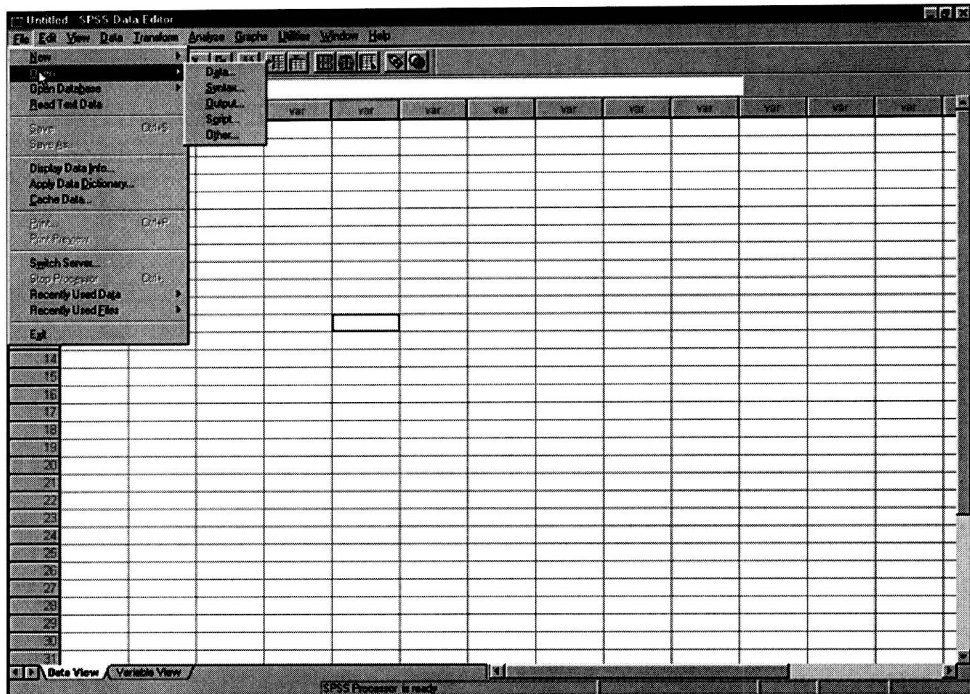 Untitled - SPSS Data Editor
File Edit View Data Transform Analyse Graphs Utilities Window Help
New
Open
Open Database
Read Text Data
Save Ctrl+S
Save As...
Display Data Info...
Apply Data Dictionary...
Cache Data...
Print... Ctrl+P
Print Preview
Switch Server...
Stop Processor Ctrl+.
Recently Used Data
Recently Used Files
Exit
Data...
Syntax...
Output...
Script...
Other...
var var var var var var var var var var
14
15
16
17
18
19
20
21
22
23
24
25
26
27
28
29
30
31
Data View Variable View
SPSS Processor is ready